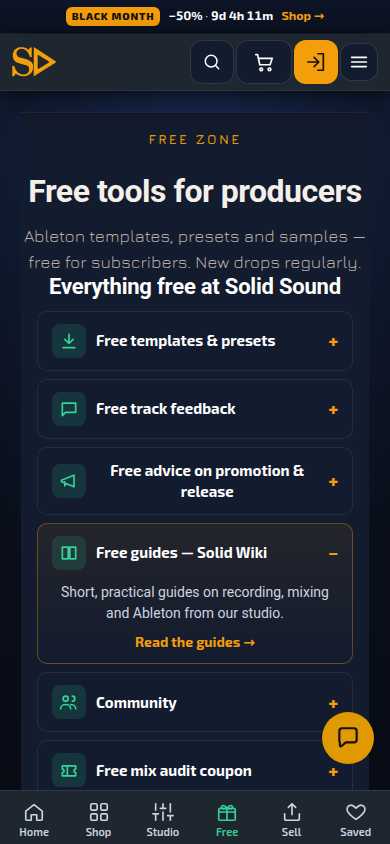 BLACK MONTH −50% · 9d 4h 11m Shop →
FREE ZONE
Free tools for producers
Ableton templates, presets and samples —
free for subscribers. New drops regularly.
Everything free at Solid Sound
Free templates & presets +
Free track feedback +
Free advice on promotion &
release +
Free guides — Solid Wiki −
Short, practical guides on recording, mixing
and Ableton from our studio.
Read the guides →
Community +
Free mix audit coupon +
Home Shop Studio Free Sell Saved